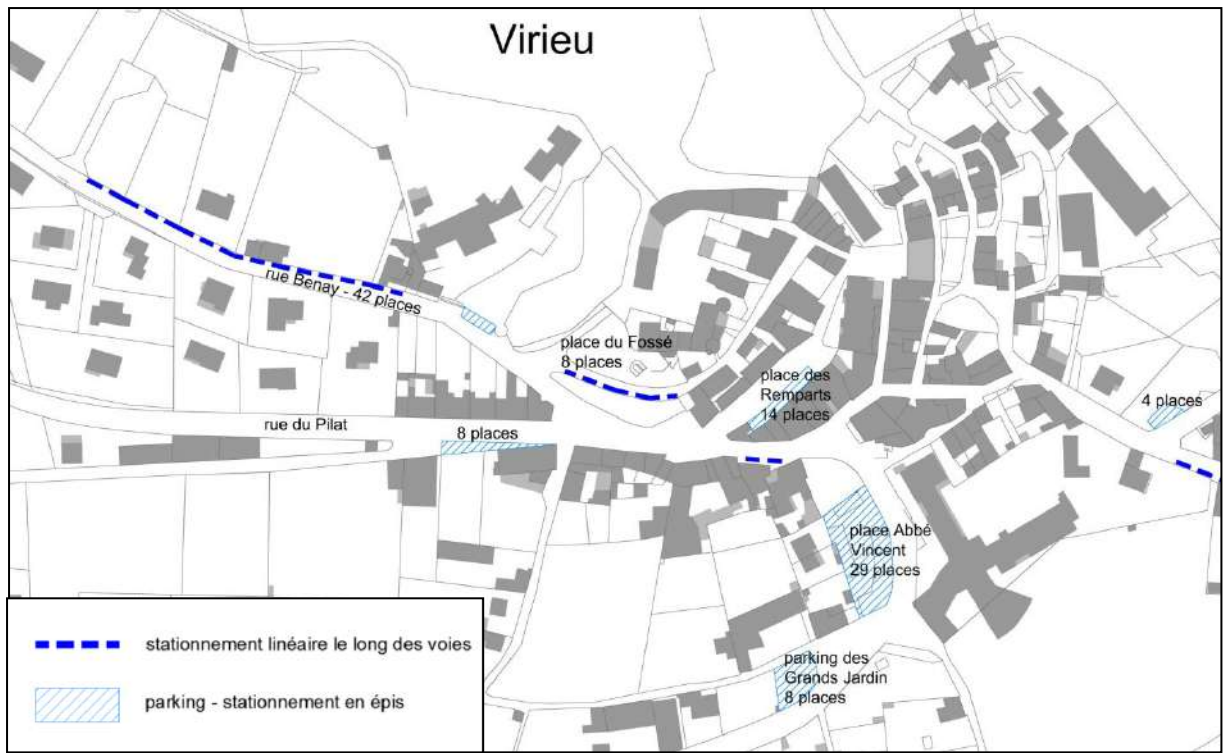 Virieu
rue Benay - 42 places
place du Fossé
8 places
place des
Remparts
14 places
4 places
rue du Pilat
8 places
place Abbé
Vincent
29 places
parking des
Grands Jardin
8 places
stationnement linéaire le long des voies
parking - stationnement en épis